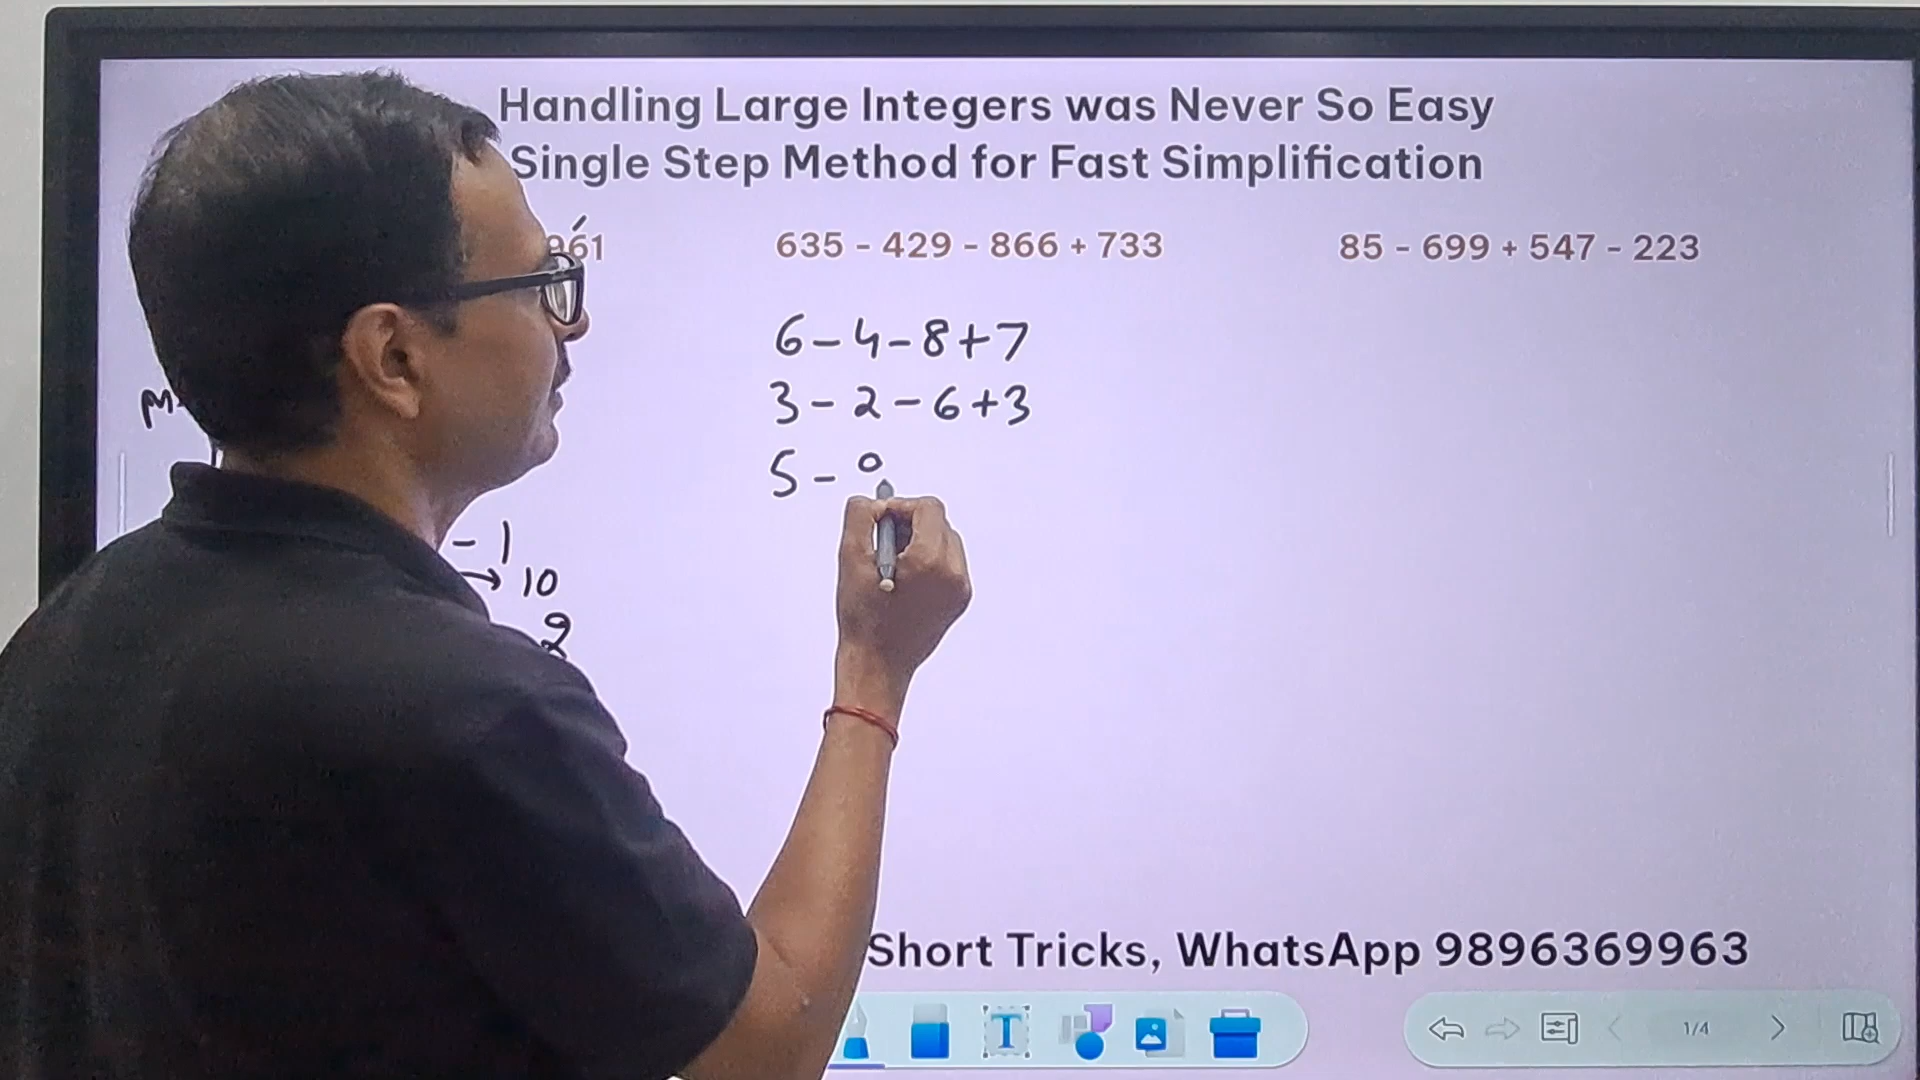 Handling Large Integers was Never So Easy
Single Step Method for Fast Simplification
961
635 - 429 - 866 + 733
85 - 699 + 547 - 223
6-4-8+7
3-2-6+3
5-
- 1
→ 10
9
Short Tricks, WhatsApp 9896369963
T
1/4